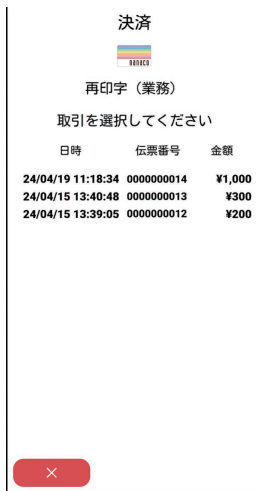 決済
nanaco
再印字（業務）
取引を選択してください
日時 伝票番号 金額
24/04/19 11:18:34 0000000014 ¥1,000
24/04/15 13:40:48 0000000013 ¥300
24/04/15 13:39:05 0000000012 ¥200
×